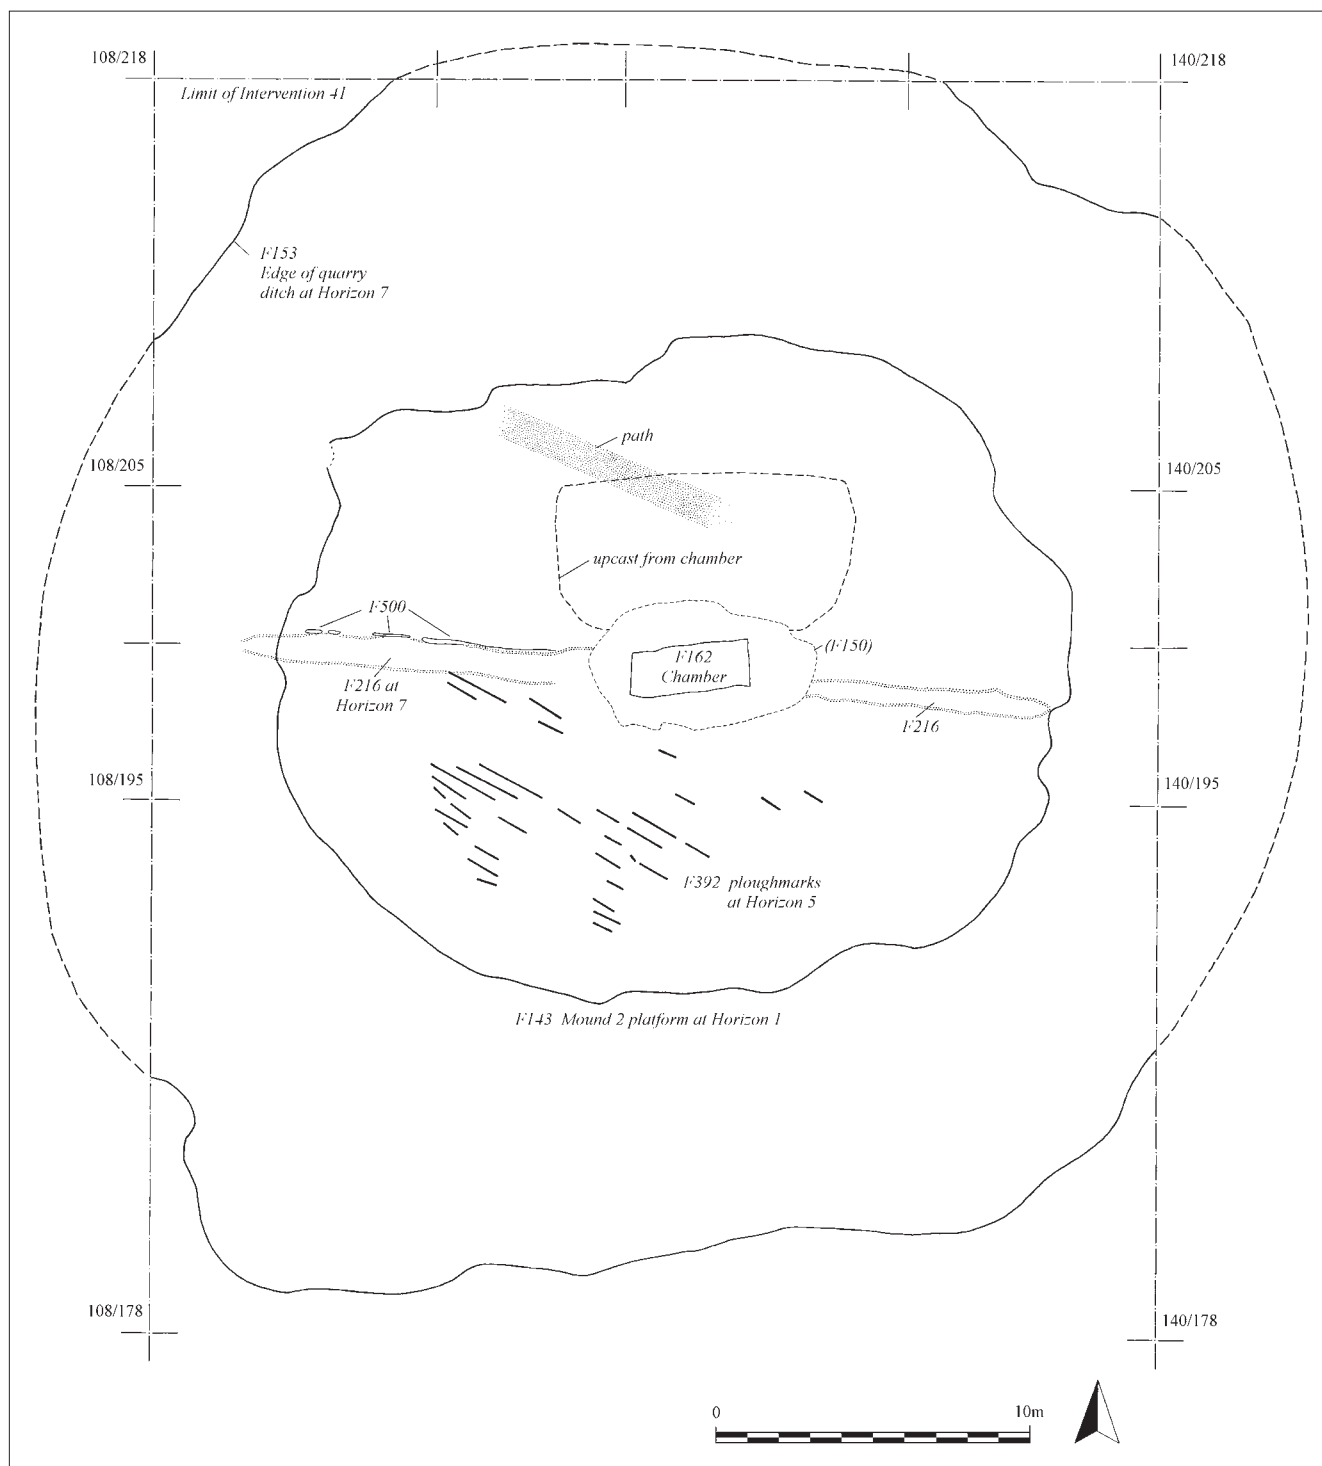 108/218
140/218
Limit of Intervention 41
F153
Edge of quarry
ditch at Horizon 7
path
108/205
140/205
upcast from chamber
F500
(F150)
F162
Chamber
F216 at
Horizon 7
F216
108/195
140/195
F392 ploughmarks
at Horizon 5
F143 Mound 2 platform at Horizon 1
108/178
140/178
0
10m